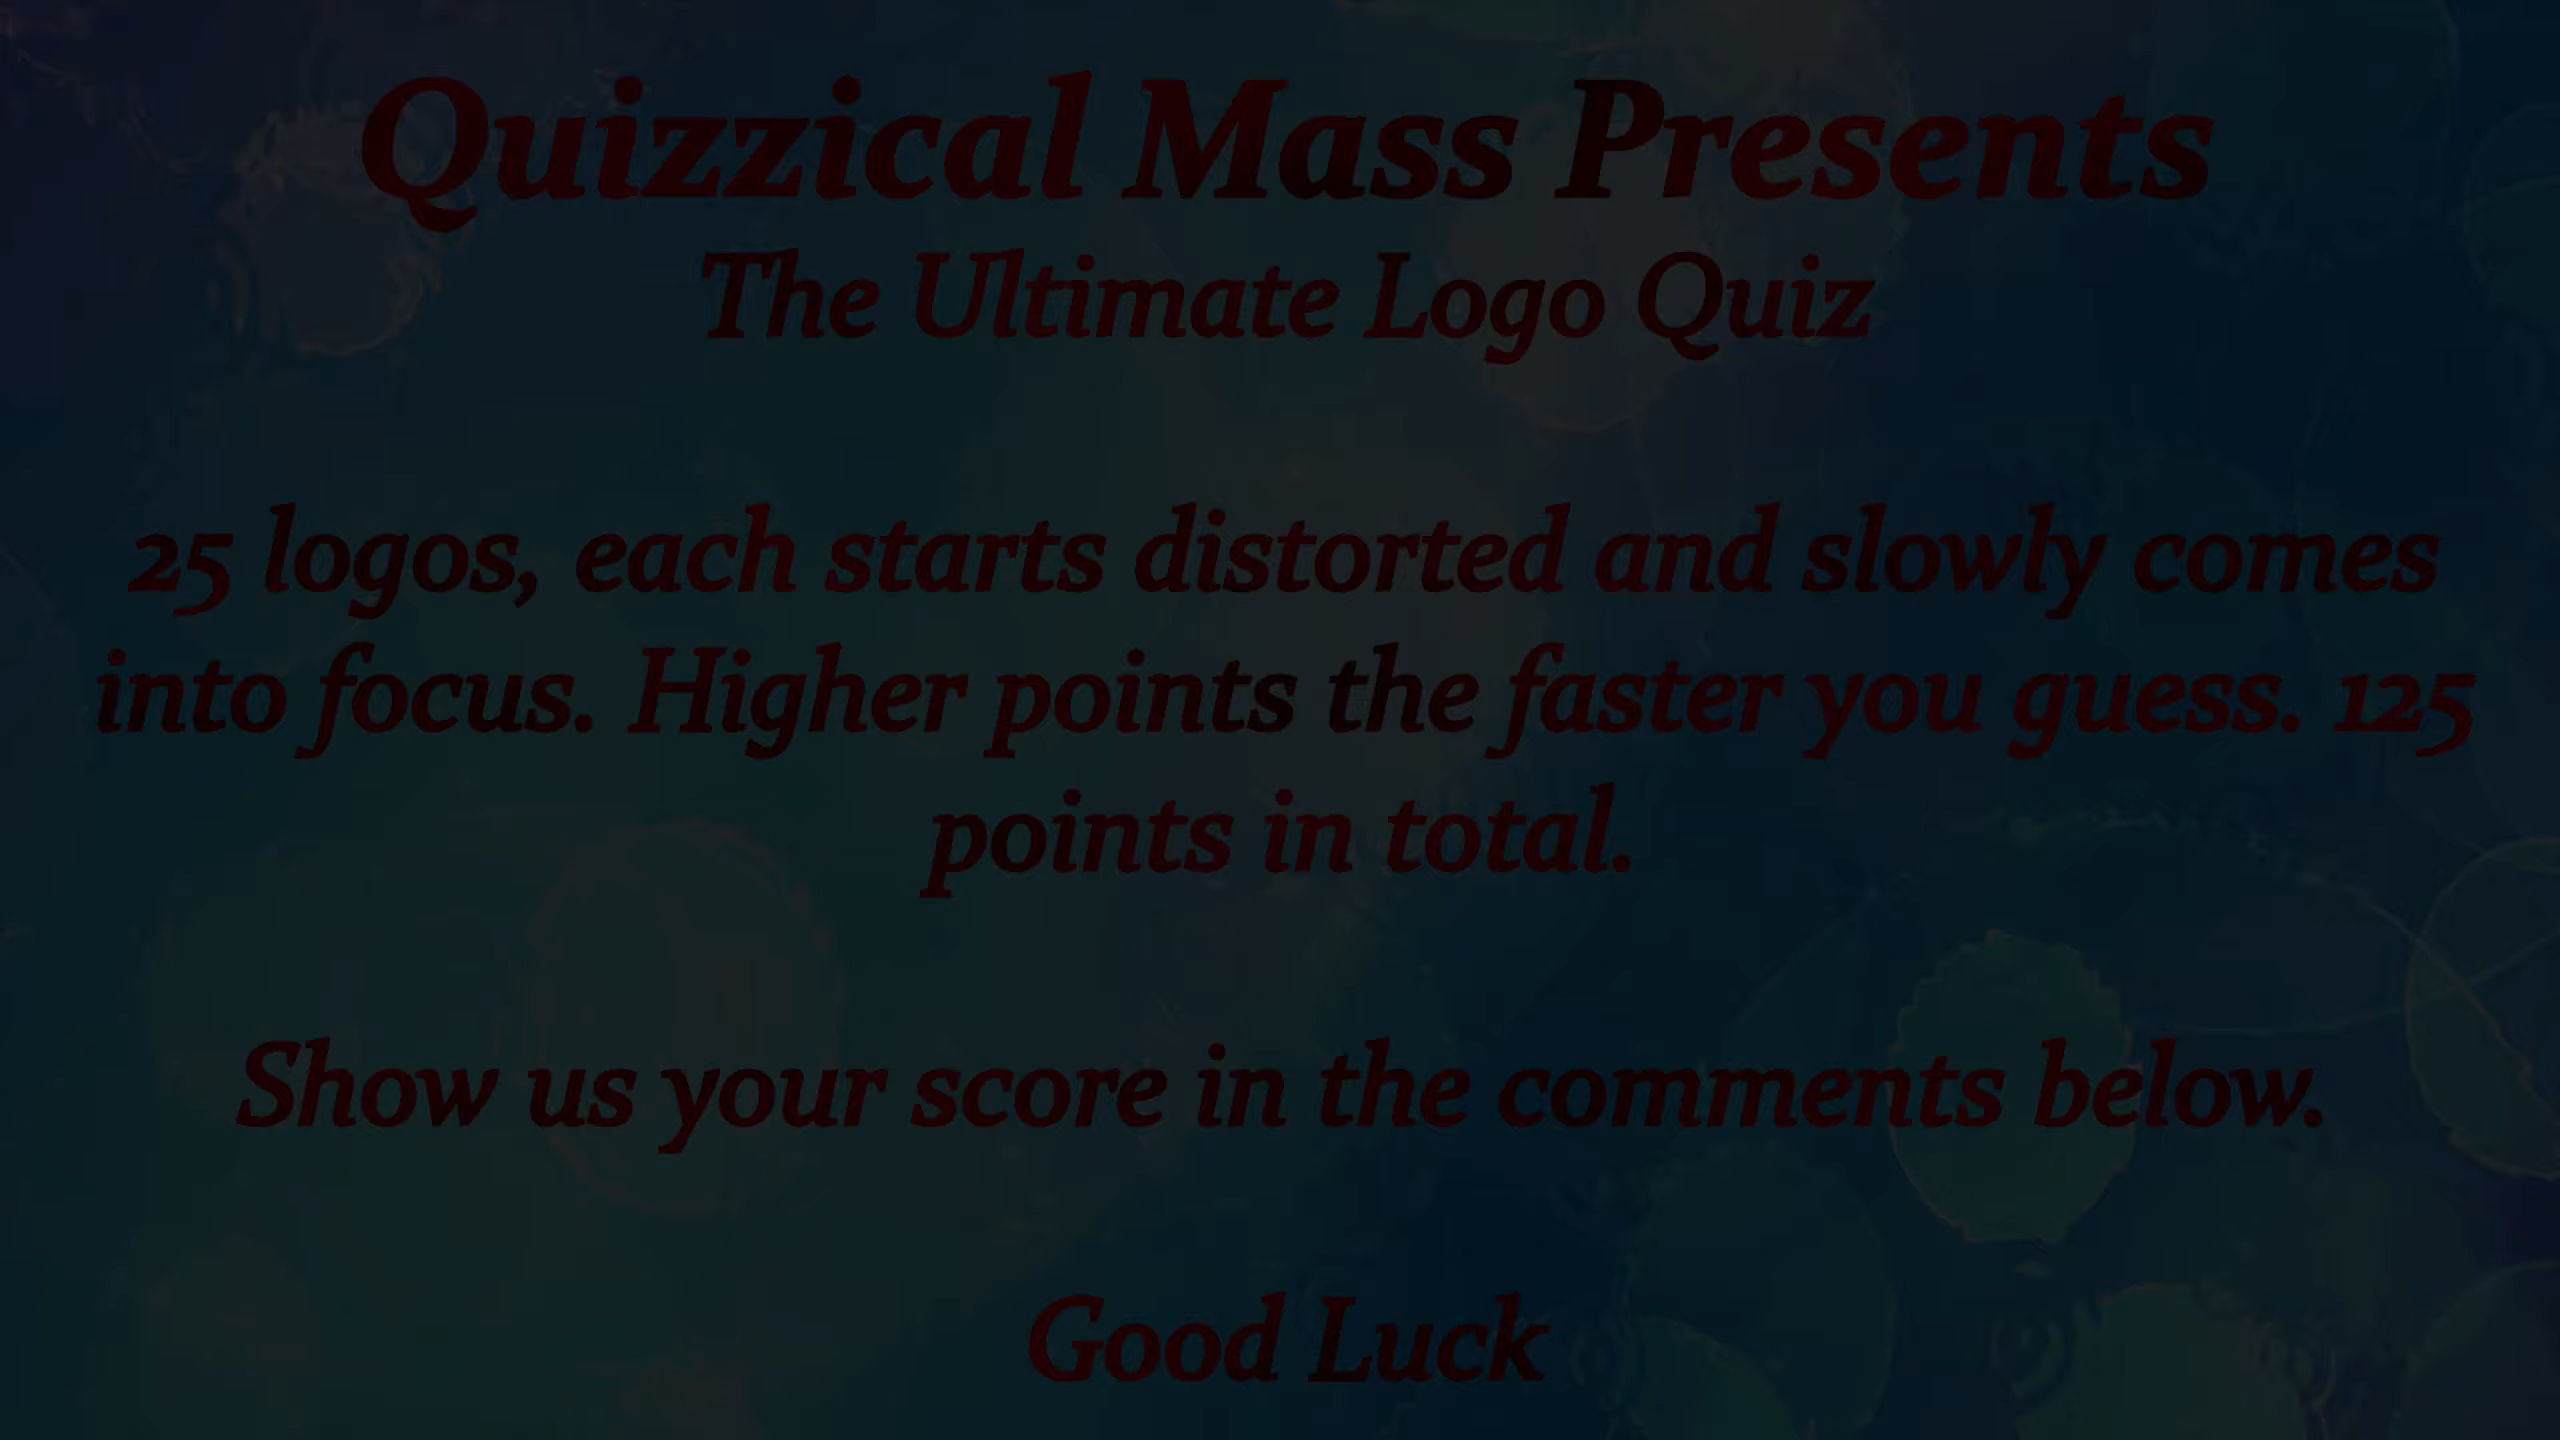 Quizzical Mass Presents
The Ultimate Logo Quiz
25 logos, each starts distorted and slowly comes
into focus. Higher points the faster you guess. 125
points in total.
Show us your score in the comments below.
Good Luck